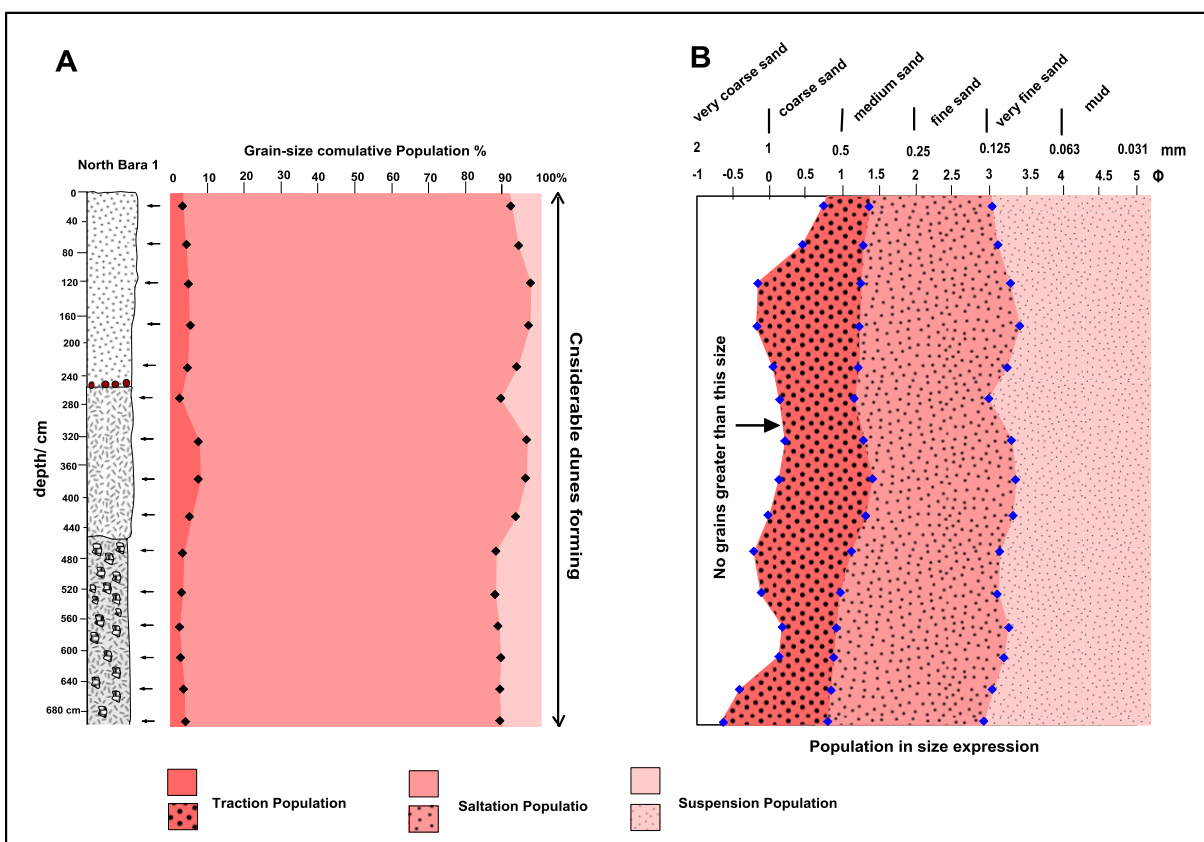 A
North Bara 1
Grain-size comulative Population %
0 10 20 30 40 50 60 70 80 90 100%
depth/ cm
0
40
80
120
160
200
240
280
320
360
400
440
480
520
560
600
640
680 cm
Cnsiderable dunes forming
B
very coarse sand
coarse sand
medium sand
fine sand
very fine sand
mud
2 1 0.5 0.25 0.125 0.063 0.031 mm
-1 -0.5 0 0.5 1 1.5 2 2.5 3 3.5 4 4.5 5 Φ
No grains greater than this size
Population in size expression
Traction Population
Saltation Populatio
Suspension Population